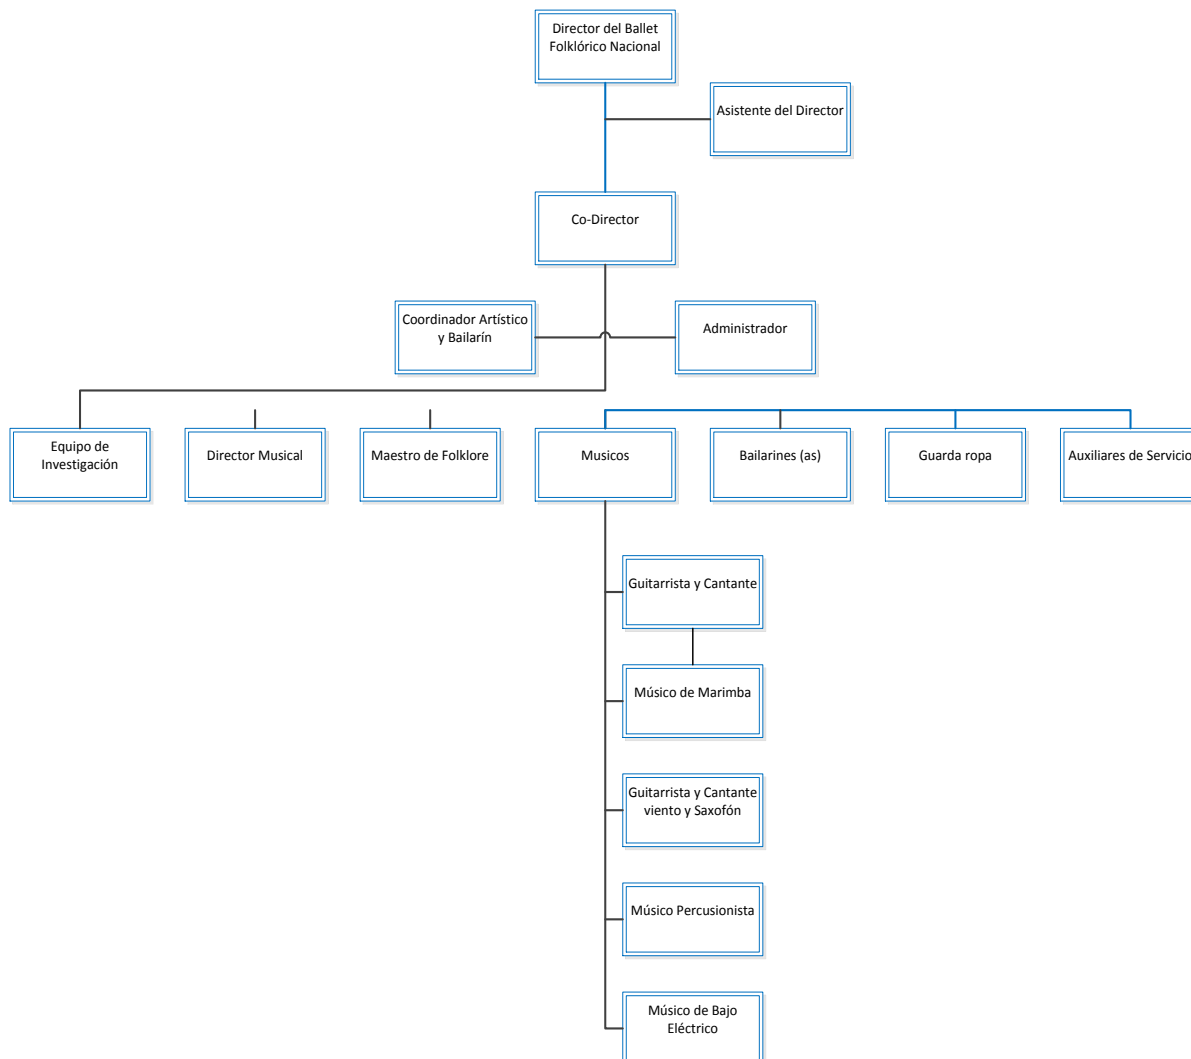 Director del Ballet
Folklórico Nacional
Asistente del Director
Co-Director
Coordinador Artístico
y Bailarín
Administrador
Equipo de
Investigación
Director Musical
Maestro de Folklore
Musicos
Bailarines (as)
Guarda ropa
Auxiliares de Servicio
Guitarrista y Cantante
Músico de Marimba
Guitarrista y Cantante
viento y Saxofón
Músico Percusionista
Músico de Bajo
Eléctrico